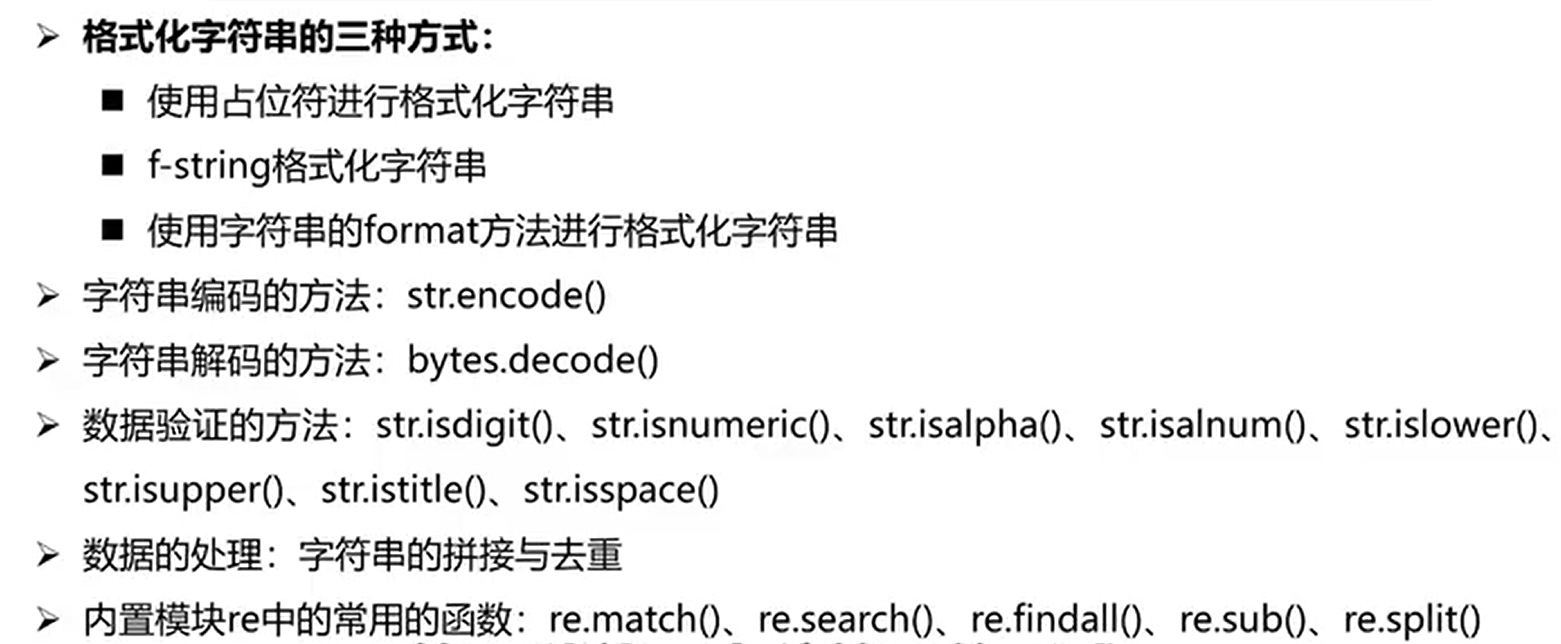 ➢ 格式化字符串的三种方式：
■ 使用占位符进行格式化字符串
■ f-string格式化字符串
■ 使用字符串的format方法进行格式化字符串
➢ 字符串编码的方法：str.encode()
➢ 字符串解码的方法：bytes.decode()
➢ 数据验证的方法：str.isdigit()、str.isnumeric()、str.isalpha()、str.isalnum()、str.islower()、
str.isupper()、str.istitle()、str.isspace()
➢ 数据的处理：字符串的拼接与去重
➢ 内置模块re中的常用的函数：re.match()、re.search()、re.findall()、re.sub()、re.split()